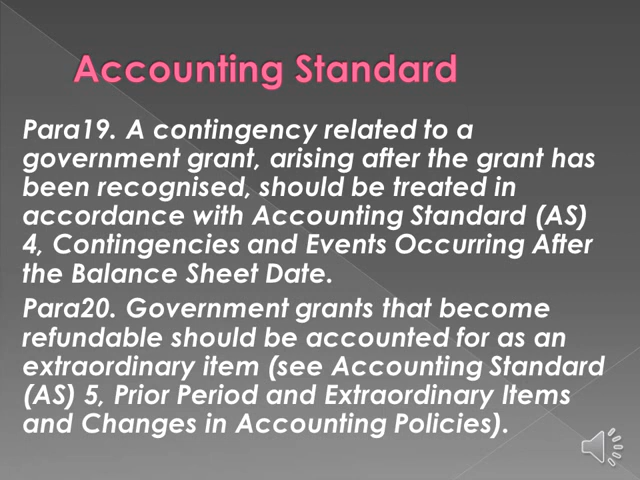 Accounting Standard
Para19. A contingency related to a
government grant, arising after the grant has
been recognised, should be treated in
accordance with Accounting Standard (AS)
4, Contingencies and Events Occurring After
the Balance Sheet Date.
Para20. Government grants that become
refundable should be accounted for as an
extraordinary item (see Accounting Standard
(AS) 5, Prior Period and Extraordinary Items
and Changes in Accounting Policies).